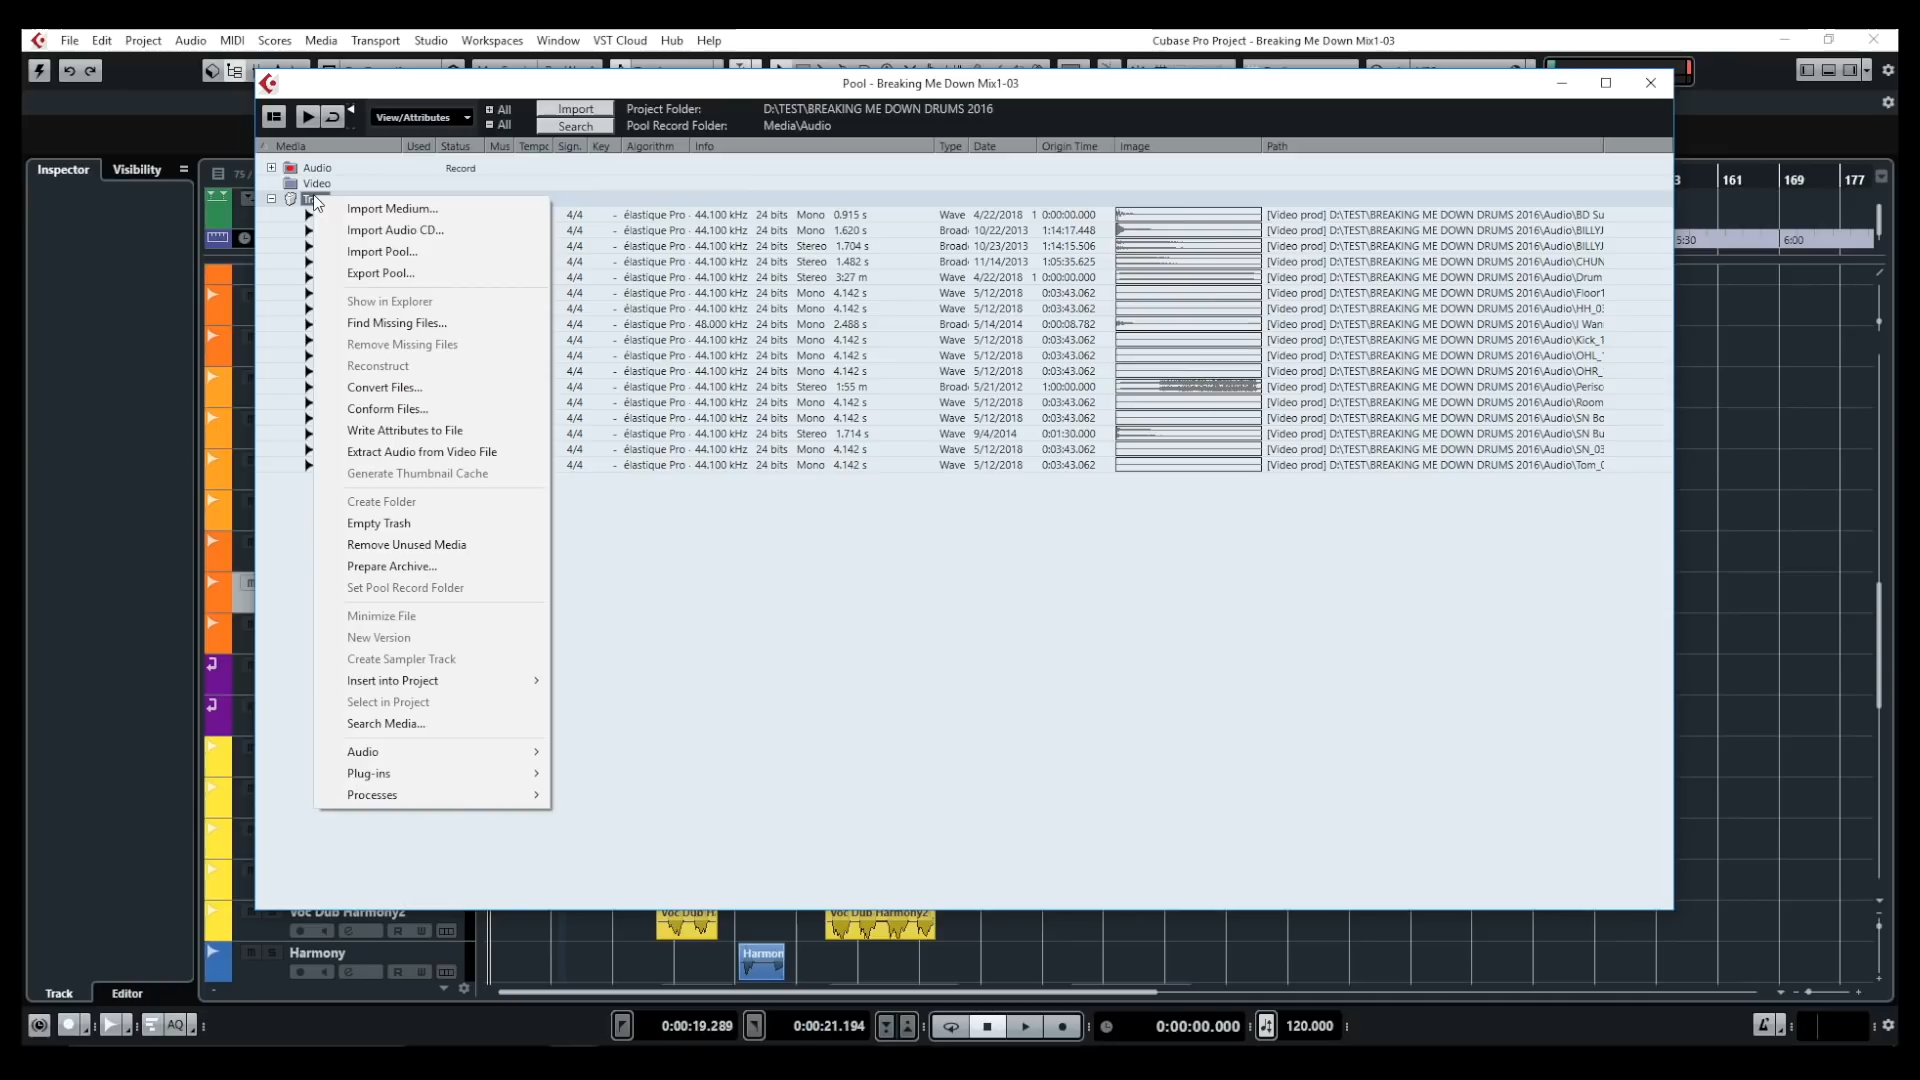 File Edit Project Audio MIDI Scores Media Transport Studio Workspaces Window VST Cloud Hub Help
Cubase Pro Project - Breaking Me Down Mix1-03
Pool - Breaking Me Down Mix1-03
View/Attributes
All
All
Import
Search
Project Folder: D:\TEST\BREAKING ME DOWN DRUMS 2016
Pool Record Folder: Media\Audio
Media Used Status Mus Tempo Sign. Key Algorithm Info Type Date Origin Time Image Path
Inspector Visibility
75 /
Audio Record
Video
Import Medium...
Import Audio CD...
Import Pool...
Export Pool...
Show in Explorer
Find Missing Files...
Remove Missing Files
Reconstruct
Convert Files...
Conform Files...
Write Attributes to File
Extract Audio from Video File
Generate Thumbnail Cache
Create Folder
Empty Trash
Remove Unused Media
Prepare Archive...
Set Pool Record Folder
Minimize File
New Version
Create Sampler Track
Insert into Project
Select in Project
Search Media...
Audio
Plug-ins
Processes
4/4 - élastique Pro - 44.100 kHz 24 bits Mono 0.915 s Wave 4/22/2018 1 0:00:00.000 [Video prod] D:\TEST\BREAKING ME DOWN DRUMS 2016\Audio\BD Su
4/4 - élastique Pro - 44.100 kHz 24 bits Mono 1.620 s Broad 10/22/2013 1:14:17.448 [Video prod] D:\TEST\BREAKING ME DOWN DRUMS 2016\Audio\BILLYJ
4/4 - élastique Pro - 44.100 kHz 24 bits Stereo 1.704 s Broad 10/23/2013 1:14:15.506 [Video prod] D:\TEST\BREAKING ME DOWN DRUMS 2016\Audio\BILLYJ
4/4 - élastique Pro - 44.100 kHz 24 bits Stereo 1.482 s Broad 11/14/2013 1:05:35.625 [Video prod] D:\TEST\BREAKING ME DOWN DRUMS 2016\Audio\CHUN
4/4 - élastique Pro - 44.100 kHz 24 bits Stereo 3:27 m Wave 4/22/2018 1 0:00:00.000 [Video prod] D:\TEST\BREAKING ME DOWN DRUMS 2016\Audio\Drum
4/4 - élastique Pro - 44.100 kHz 24 bits Mono 4.142 s Wave 5/12/2018 0:03:43.062 [Video prod] D:\TEST\BREAKING ME DOWN DRUMS 2016\Audio\Floor1
4/4 - élastique Pro - 44.100 kHz 24 bits Mono 4.142 s Wave 5/12/2018 0:03:43.062 [Video prod] D:\TEST\BREAKING ME DOWN DRUMS 2016\Audio\HH_03
4/4 - élastique Pro - 48.000 kHz 24 bits Mono 2.488 s Broad 5/14/2014 0:00:08.782 [Video prod] D:\TEST\BREAKING ME DOWN DRUMS 2016\Audio\I Wan
4/4 - élastique Pro - 44.100 kHz 24 bits Mono 4.142 s Wave 5/12/2018 0:03:43.062 [Video prod] D:\TEST\BREAKING ME DOWN DRUMS 2016\Audio\Kick_1
4/4 - élastique Pro - 44.100 kHz 24 bits Mono 4.142 s Wave 5/12/2018 0:03:43.062 [Video prod] D:\TEST\BREAKING ME DOWN DRUMS 2016\Audio\OHL_
4/4 - élastique Pro - 44.100 kHz 24 bits Mono 4.142 s Wave 5/12/2018 0:03:43.062 [Video prod] D:\TEST\BREAKING ME DOWN DRUMS 2016\Audio\OHR_
4/4 - élastique Pro - 44.100 kHz 24 bits Stereo 1:55 m Broad 5/21/2012 1:00:00.000 [Video prod] D:\TEST\BREAKING ME DOWN DRUMS 2016\Audio\Periso
4/4 - élastique Pro - 44.100 kHz 24 bits Mono 4.142 s Wave 5/12/2018 0:03:43.062 [Video prod] D:\TEST\BREAKING ME DOWN DRUMS 2016\Audio\Room
4/4 - élastique Pro - 44.100 kHz 24 bits Mono 4.142 s Wave 5/12/2018 0:03:43.062 [Video prod] D:\TEST\BREAKING ME DOWN DRUMS 2016\Audio\SN Bo
4/4 - élastique Pro - 44.100 kHz 24 bits Stereo 1.714 s Wave 9/4/2014 0:01:30.000 [Video prod] D:\TEST\BREAKING ME DOWN DRUMS 2016\Audio\SN Bu
4/4 - élastique Pro - 44.100 kHz 24 bits Mono 4.142 s Wave 5/12/2018 0:03:43.062 [Video prod] D:\TEST\BREAKING ME DOWN DRUMS 2016\Audio\SN_03
4/4 - élastique Pro - 44.100 kHz 24 bits Mono 4.142 s Wave 5/12/2018 0:03:43.062 [Video prod] D:\TEST\BREAKING ME DOWN DRUMS 2016\Audio\Tom_0
3 161 169 177
5:30 6:00
Voc Dub Harmony2 Voc Dub H Voc Dub Harmony2
R W
Harmony Harmon
R W
Track Editor
AQ 0:00:19.289 0:00:21.194 0:00:00.000 120.000